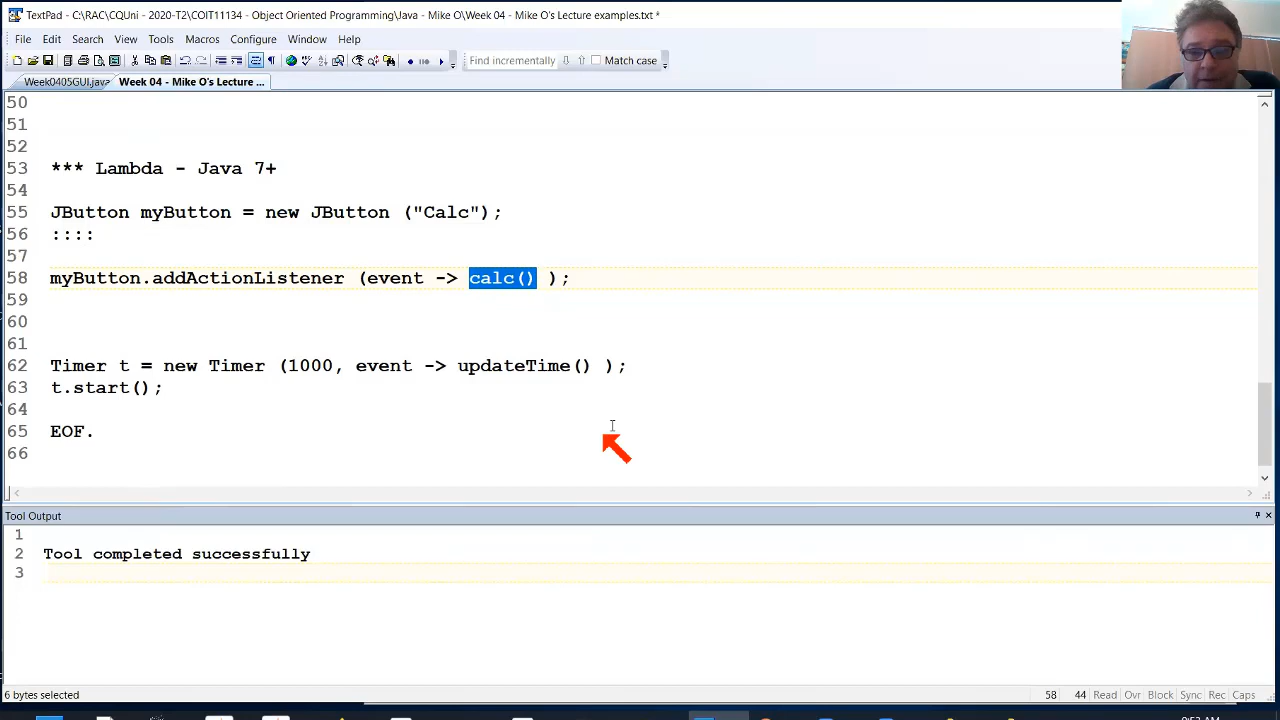 TextPad - C:\RAC\CQUni - 2020-T2\COIT11134 - Object Oriented Programming\Java - Mike O\Week 04 - Mike O's Lecture examples.txt *
File Edit Search View Tools Macros Configure Window Help
Find incrementally Match case
Week0405GUI.java Week 04 - Mike O's Lecture ...
50
51
52
53 *** Lambda - Java 7+
54
55 JButton myButton = new JButton ("Calc");
56 ::::
57
58 myButton.addActionListener (event -> calc() );
59
60
61
62 Timer t = new Timer (1000, event -> updateTime() );
63 t.start();
64
65 EOF.
66
Tool Output
1
2 Tool completed successfully
3
6 bytes selected 58 44 Read Ovr Block Sync Rec Caps